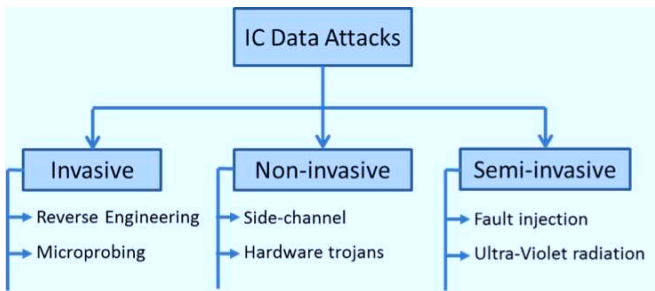 IC Data Attacks
Invasive
Reverse Engineering
Microprobing
Non-invasive
Side-channel
Hardware trojans
Semi-invasive
Fault injection
Ultra-Violet radiation